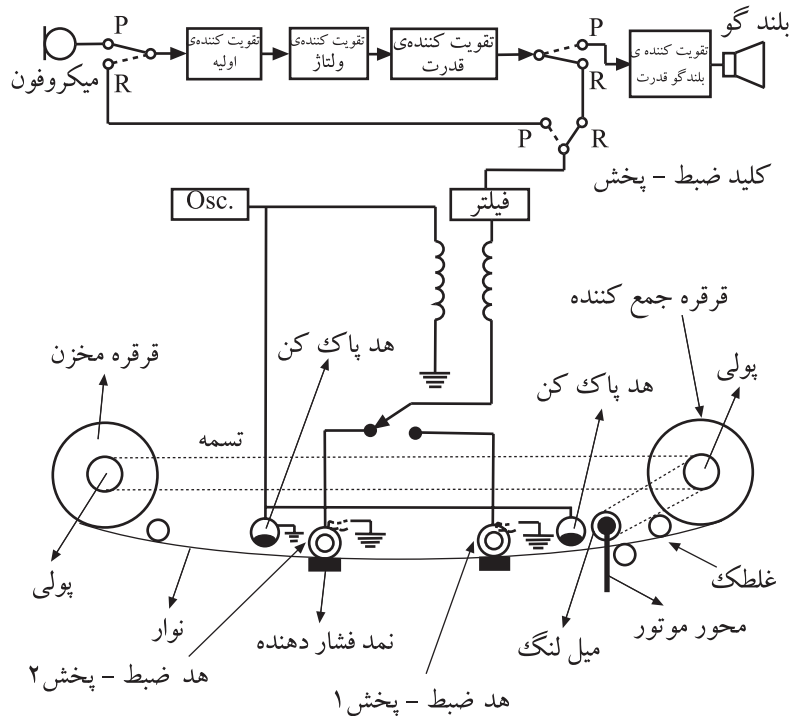 بلند گو
P
P
تقویت کننده‌ی
اولیه
تقویت کننده‌ی
ولتاژ
تقویت کننده‌ی
قدرت
تقویت کننده ی
بلندگو قدرت
میکروفون
R
R
P
R
کلید ضبط – پخش
Osc.
فیلتر
قرقره جمع کننده
هد پاک کن
قرقره مخزن
پولی
هد پاک کن
تسمه
غلطک
پولی
محور موتور
نوار
نمد فشار دهنده
میل لنگ
هد ضبط – پخش۲
هد ضبط – پخش۱